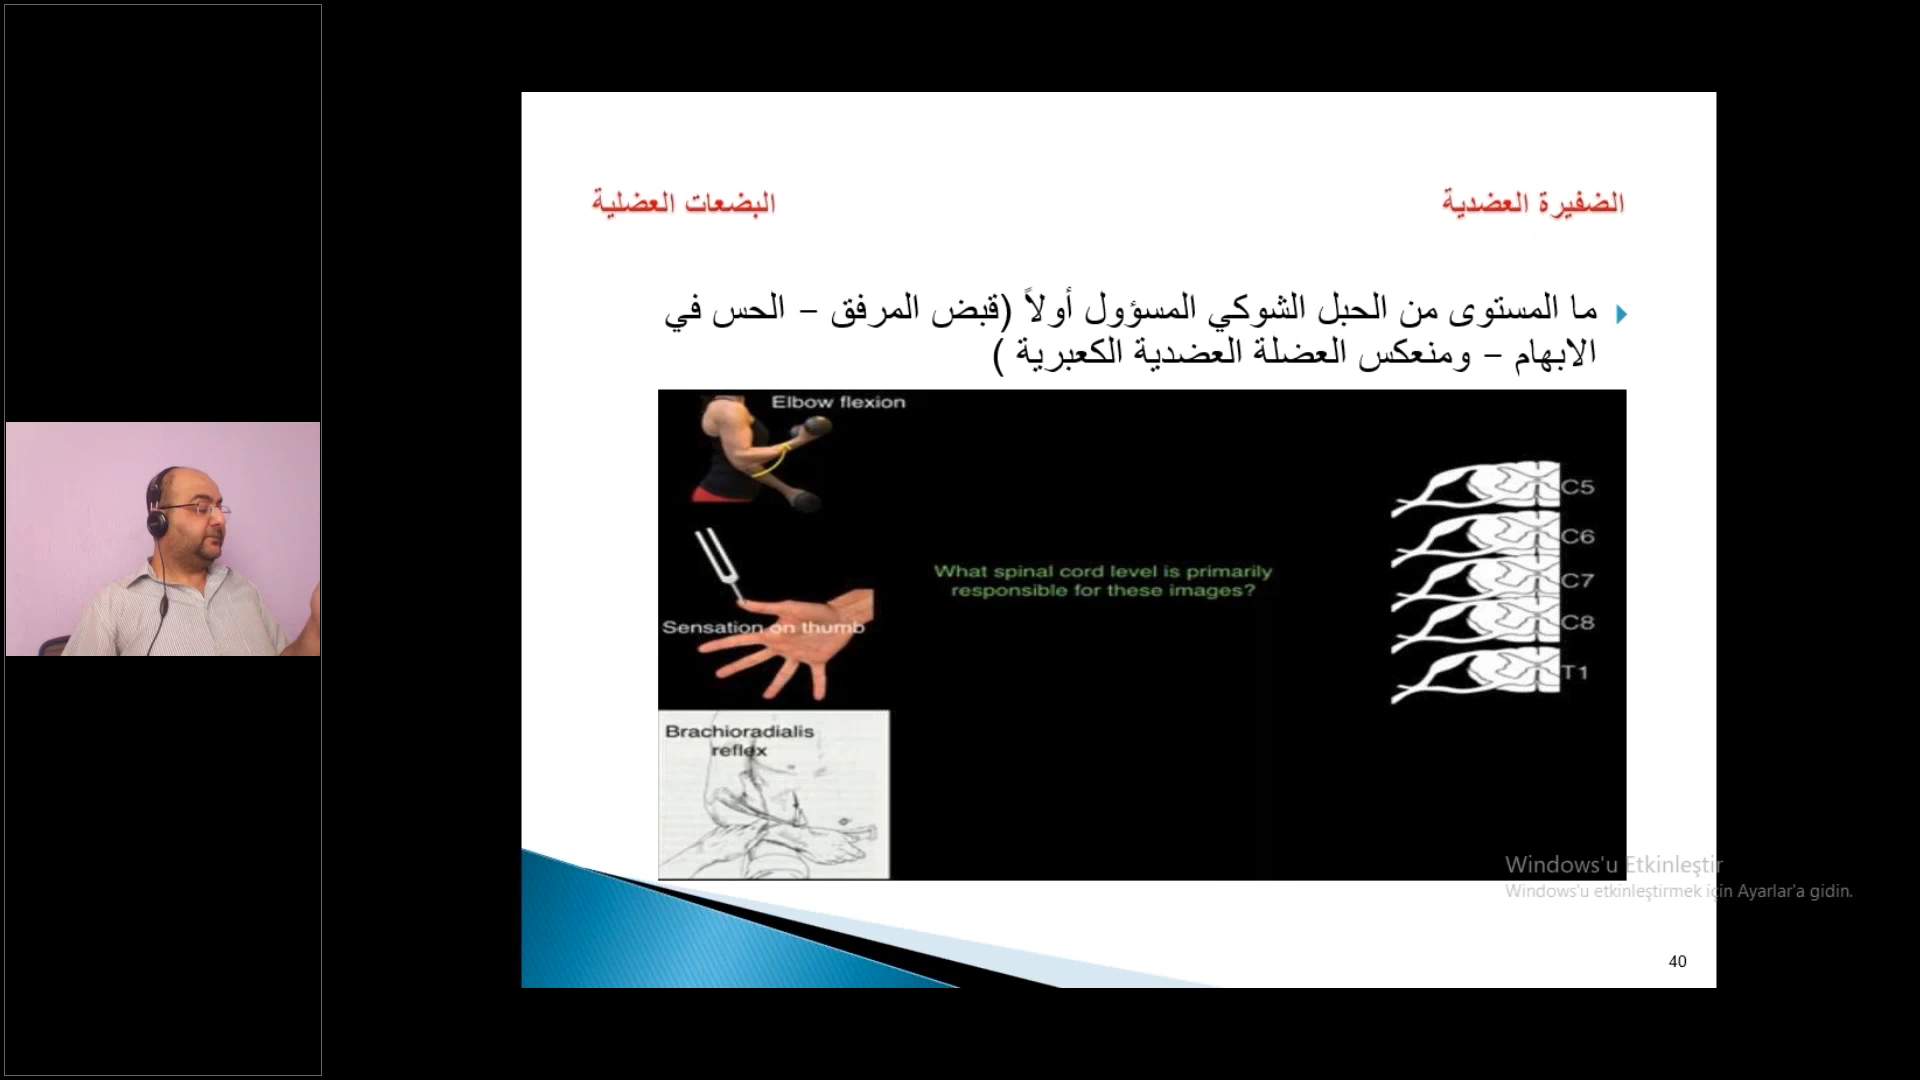 الضفيرة العضدية
البضعات العضلية
ما المستوى من الحبل الشوكي المسؤول أولاً (قبض المرفق – الحس في
الابهام – ومنعكس العضلة العضدية الكعبرية )
Elbow flexion
Sensation on thumb
Brachioradialis
reflex
What spinal cord level is primarily
responsible for these images?
C5
C6
C7
C8
T1
Windows'u Etkinleştir
Windows'u etkinleştirmek için Ayarlar'a gidin.
40